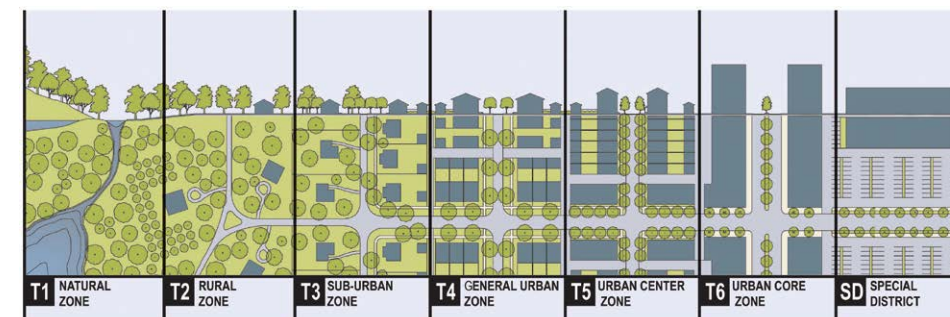 T1 NATURAL
ZONE
T2 RURAL
ZONE
T3 SUB-URBAN
ZONE
T4 GENERAL URBAN
ZONE
T5 URBAN CENTER
ZONE
T6 URBAN CORE
ZONE
SD SPECIAL
DISTRICT